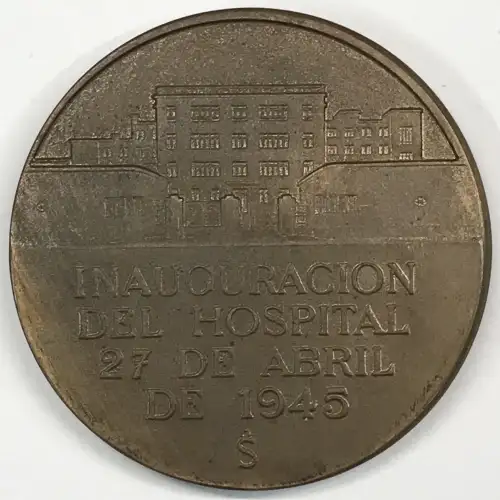 INAUGURACION
DEL HOSPITAL
27 DE ABRIL
DE 1945
Ṡ